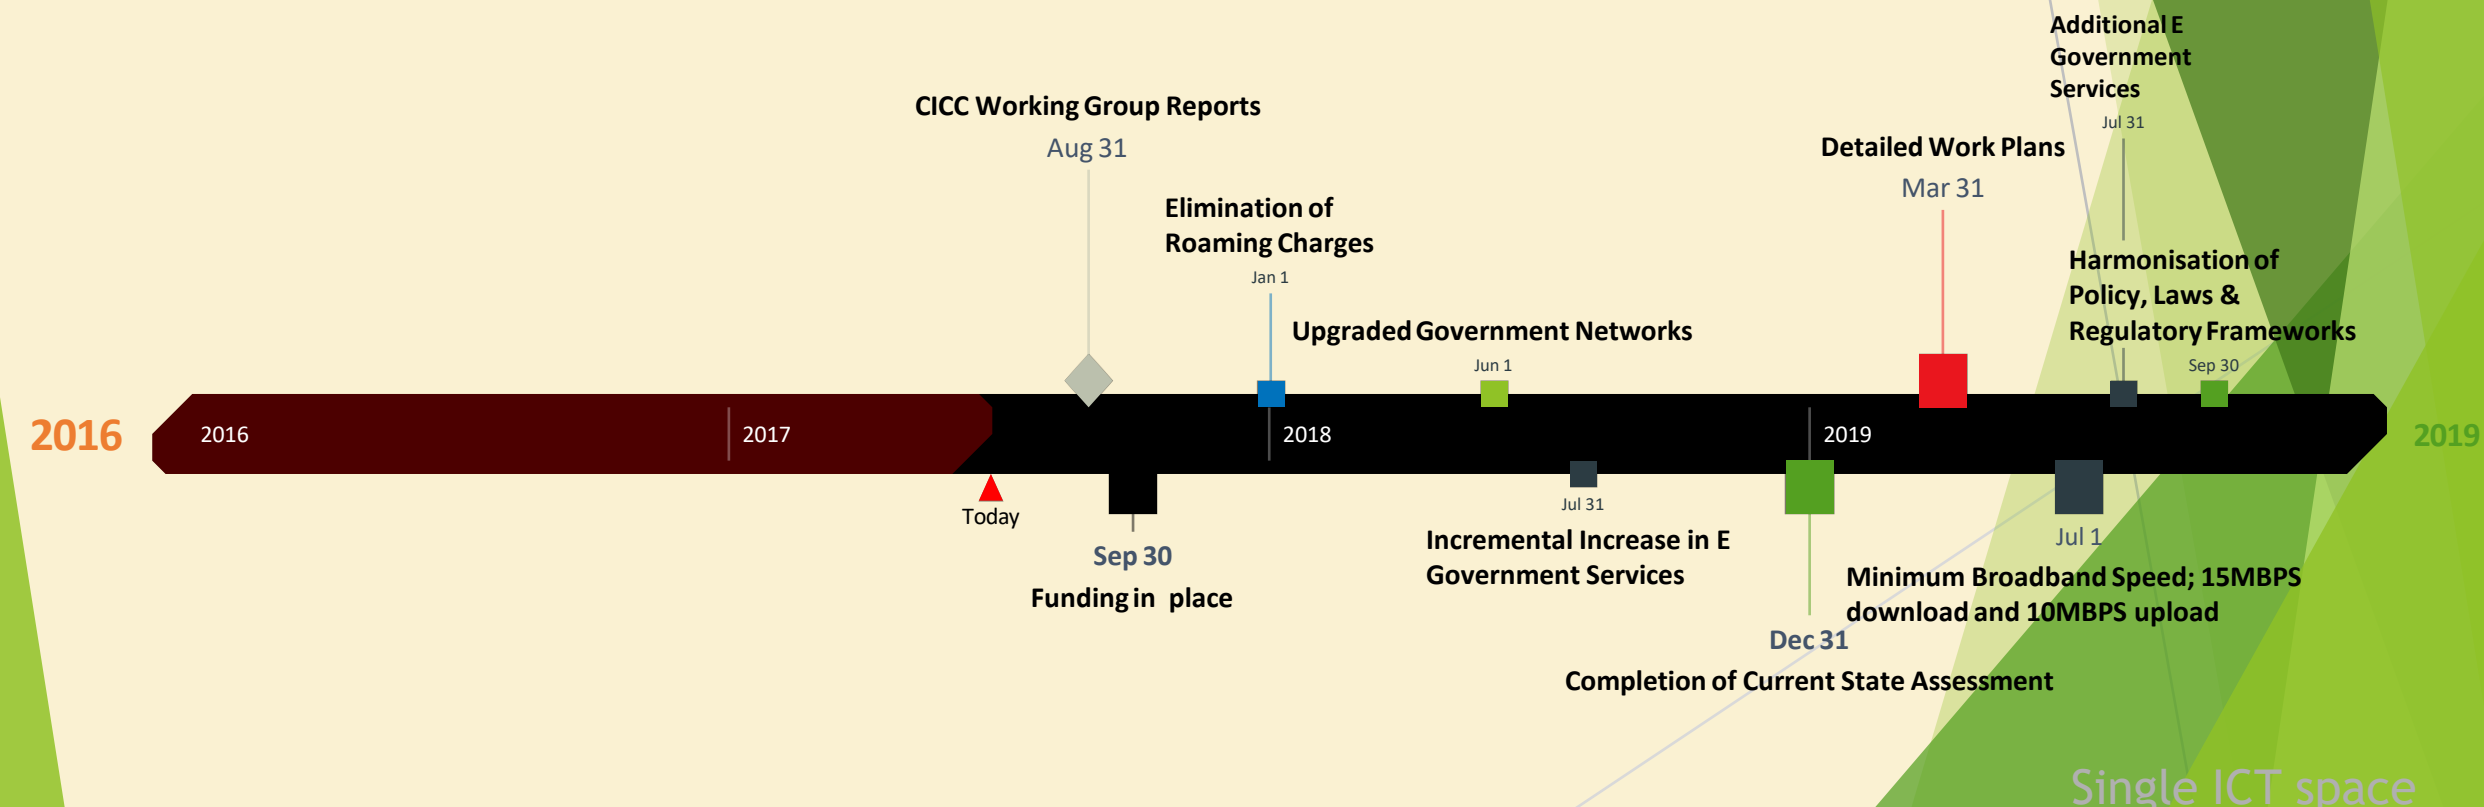 Additional E
Government
Services
Jul 31
CICC Working Group Reports
Aug 31
Detailed Work Plans
Mar 31
Elimination of
Roaming Charges
Jan 1
Harmonisation of
Policy, Laws &
Regulatory Frameworks
Sep 30
Upgraded Government Networks
Jun 1
2016
2016
2017
2018
2019
2019
Today
Jul 31
Incremental Increase in E
Government Services
Sep 30
Funding in place
Jul 1
Minimum Broadband Speed; 15MBPS
download and 10MBPS upload
Dec 31
Completion of Current State Assessment
Single ICT space